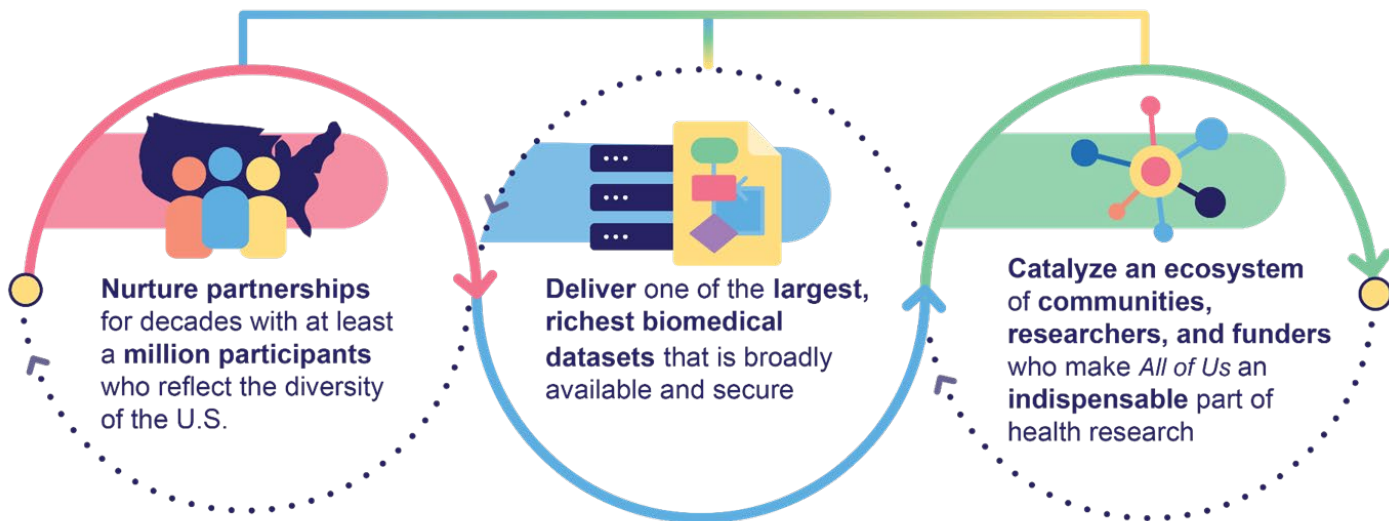 Nurture partnerships
for decades with at least
a million participants
who reflect the diversity
of the U.S.
Deliver one of the largest,
richest biomedical
datasets that is broadly
available and secure
Catalyze an ecosystem
of communities,
researchers, and funders
who make All of Us an
indispensable part of
health research